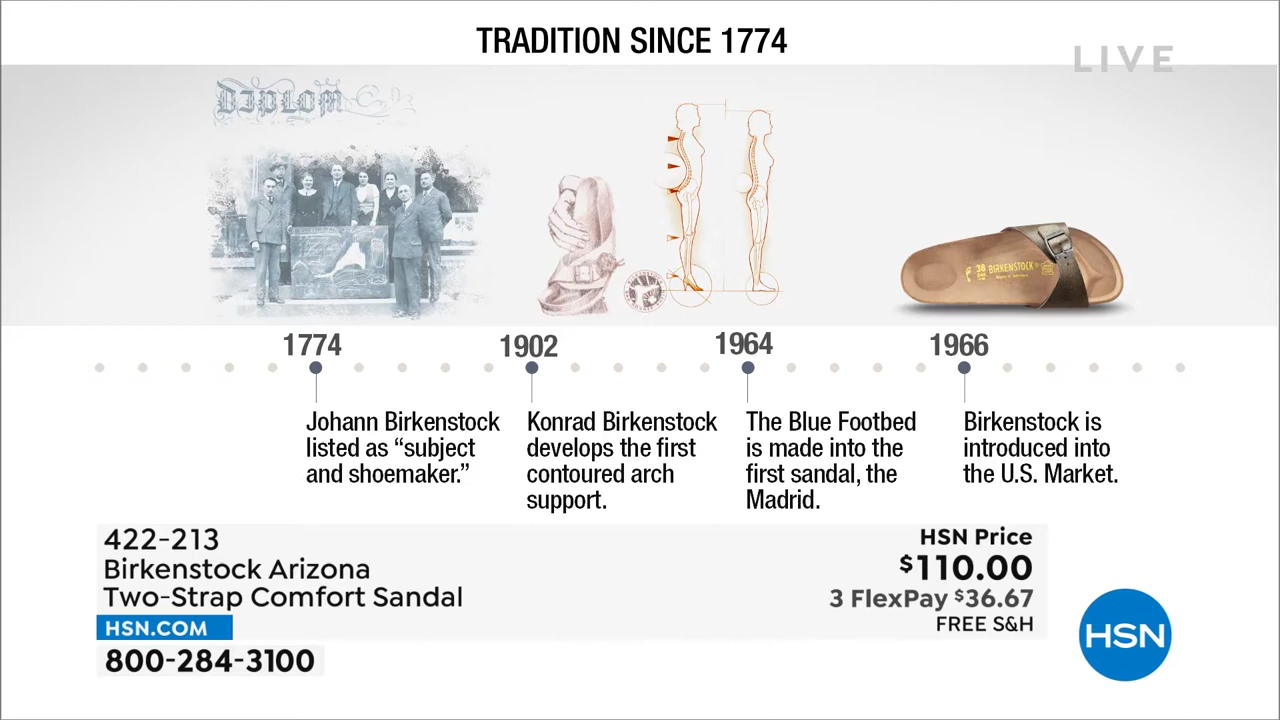 TRADITION SINCE 1774
LIVE
DIPLOM
38
BIRKENSTOCK
1774
1902
1964
1966
Johann Birkenstock
listed as “subject
and shoemaker.”
Konrad Birkenstock
develops the first
contoured arch
support.
The Blue Footbed
is made into the
first sandal, the
Madrid.
Birkenstock is
introduced into
the U.S. Market.
422-213
Birkenstock Arizona
Two-Strap Comfort Sandal
HSN.COM
800-284-3100
HSN Price
$110.00
3 FlexPay $36.67
FREE S&H
HSN